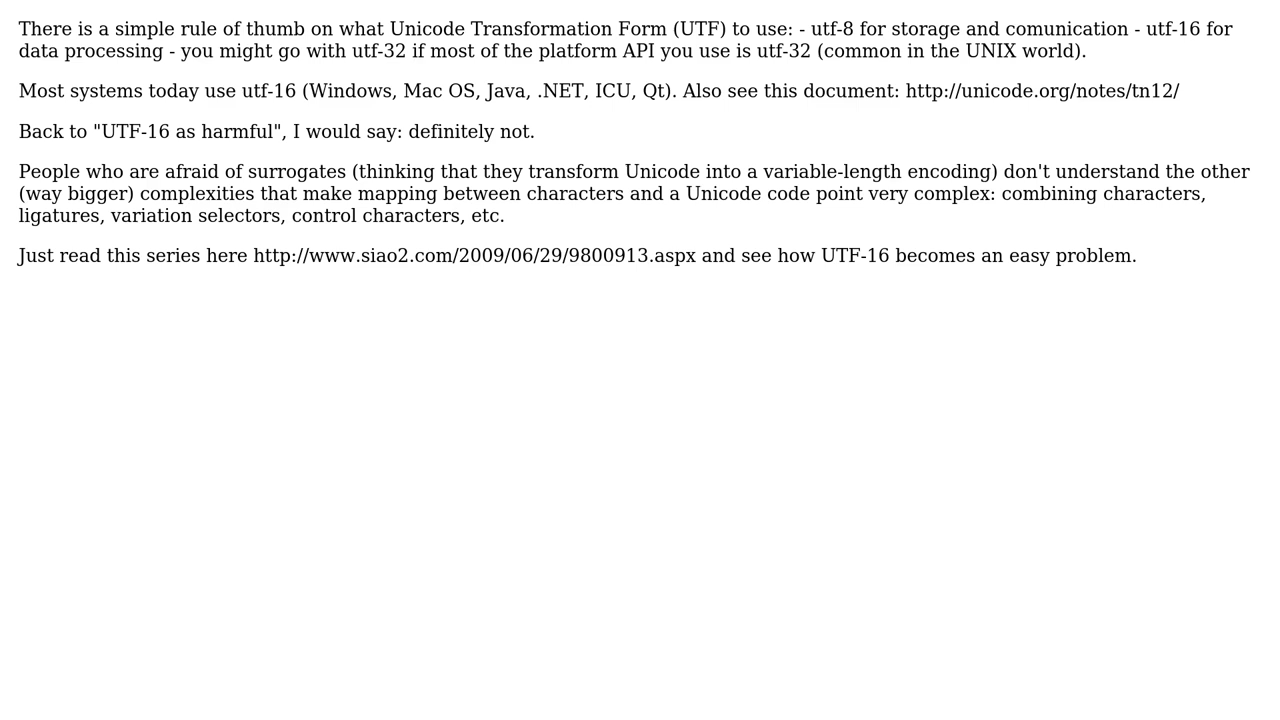 There is a simple rule of thumb on what Unicode Transformation Form (UTF) to use: - utf-8 for storage and comunication - utf-16 for
data processing - you might go with utf-32 if most of the platform API you use is utf-32 (common in the UNIX world).
Most systems today use utf-16 (Windows, Mac OS, Java, .NET, ICU, Qt). Also see this document: http://unicode.org/notes/tn12/
Back to "UTF-16 as harmful", I would say: definitely not.
People who are afraid of surrogates (thinking that they transform Unicode into a variable-length encoding) don't understand the other
(way bigger) complexities that make mapping between characters and a Unicode code point very complex: combining characters,
ligatures, variation selectors, control characters, etc.
Just read this series here http://www.siao2.com/2009/06/29/9800913.aspx and see how UTF-16 becomes an easy problem.